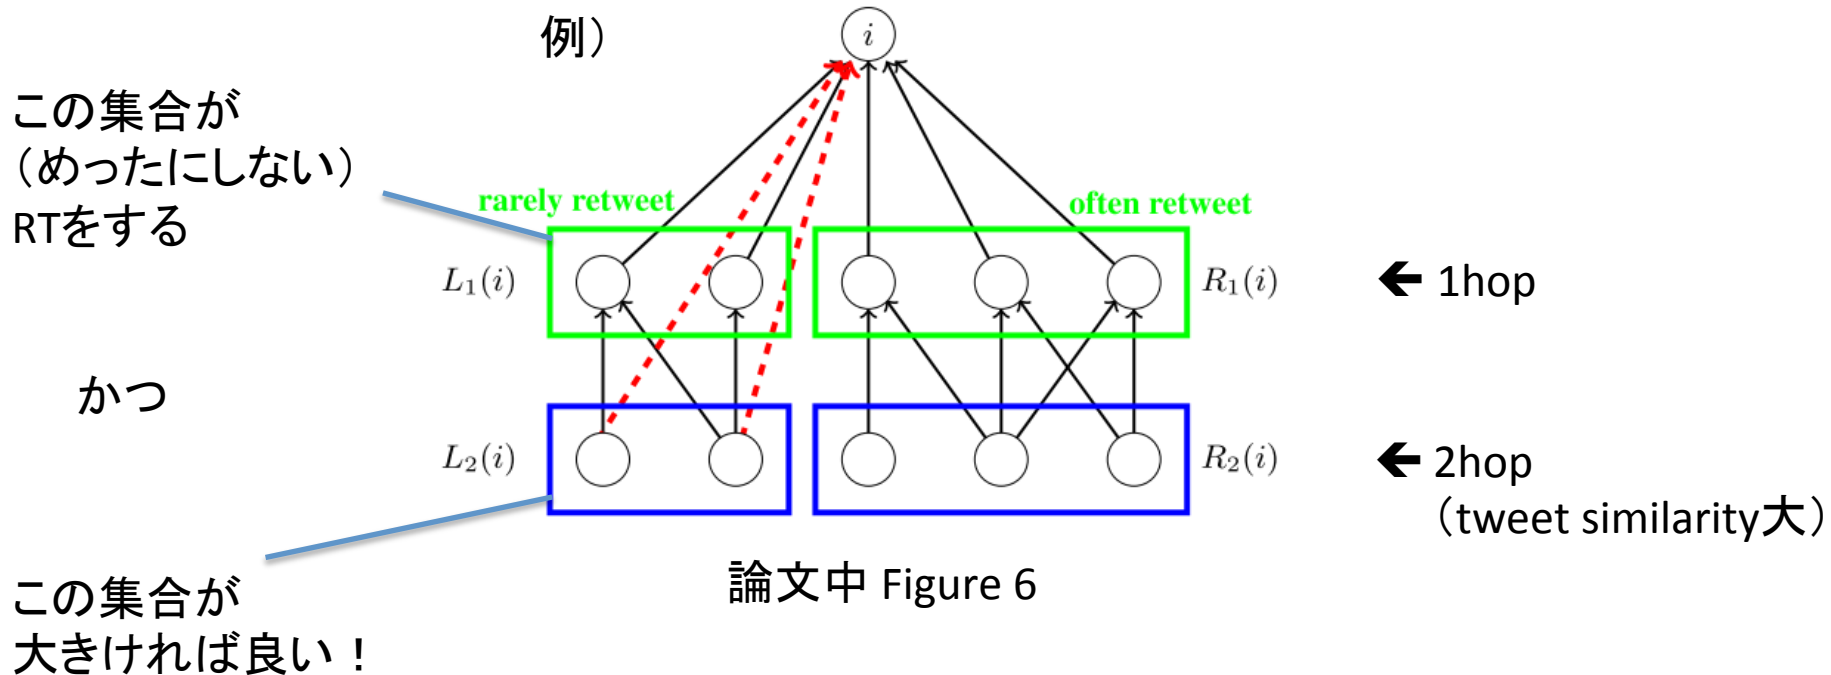 例）
i
この集合が
（めったにしない）
RTをする
rarely retweet
often retweet
L1(i)
R1(i)
🡸 1hop
かつ
L2(i)
R2(i)
🡸 2hop
（tweet similarity大）
論文中 Figure 6
この集合が
大きければ良い！